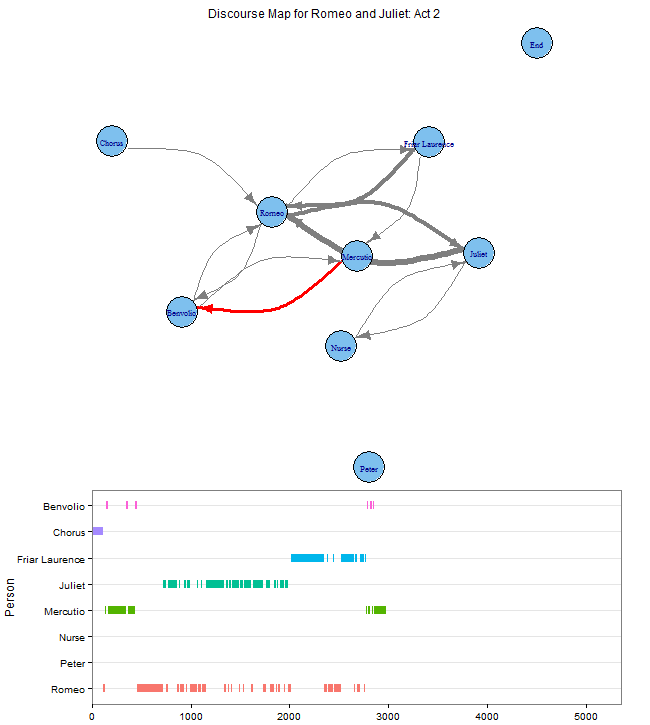 Discourse Map for Romeo and Juliet: Act 2
End
Chorus
Friar Laurence
Romeo
Mercutio
Juliet
Benvolio
Nurse
Peter
Person
Benvolio
Chorus
Friar Laurence
Juliet
Mercutio
Nurse
Peter
Romeo
0 1000 2000 3000 4000 5000